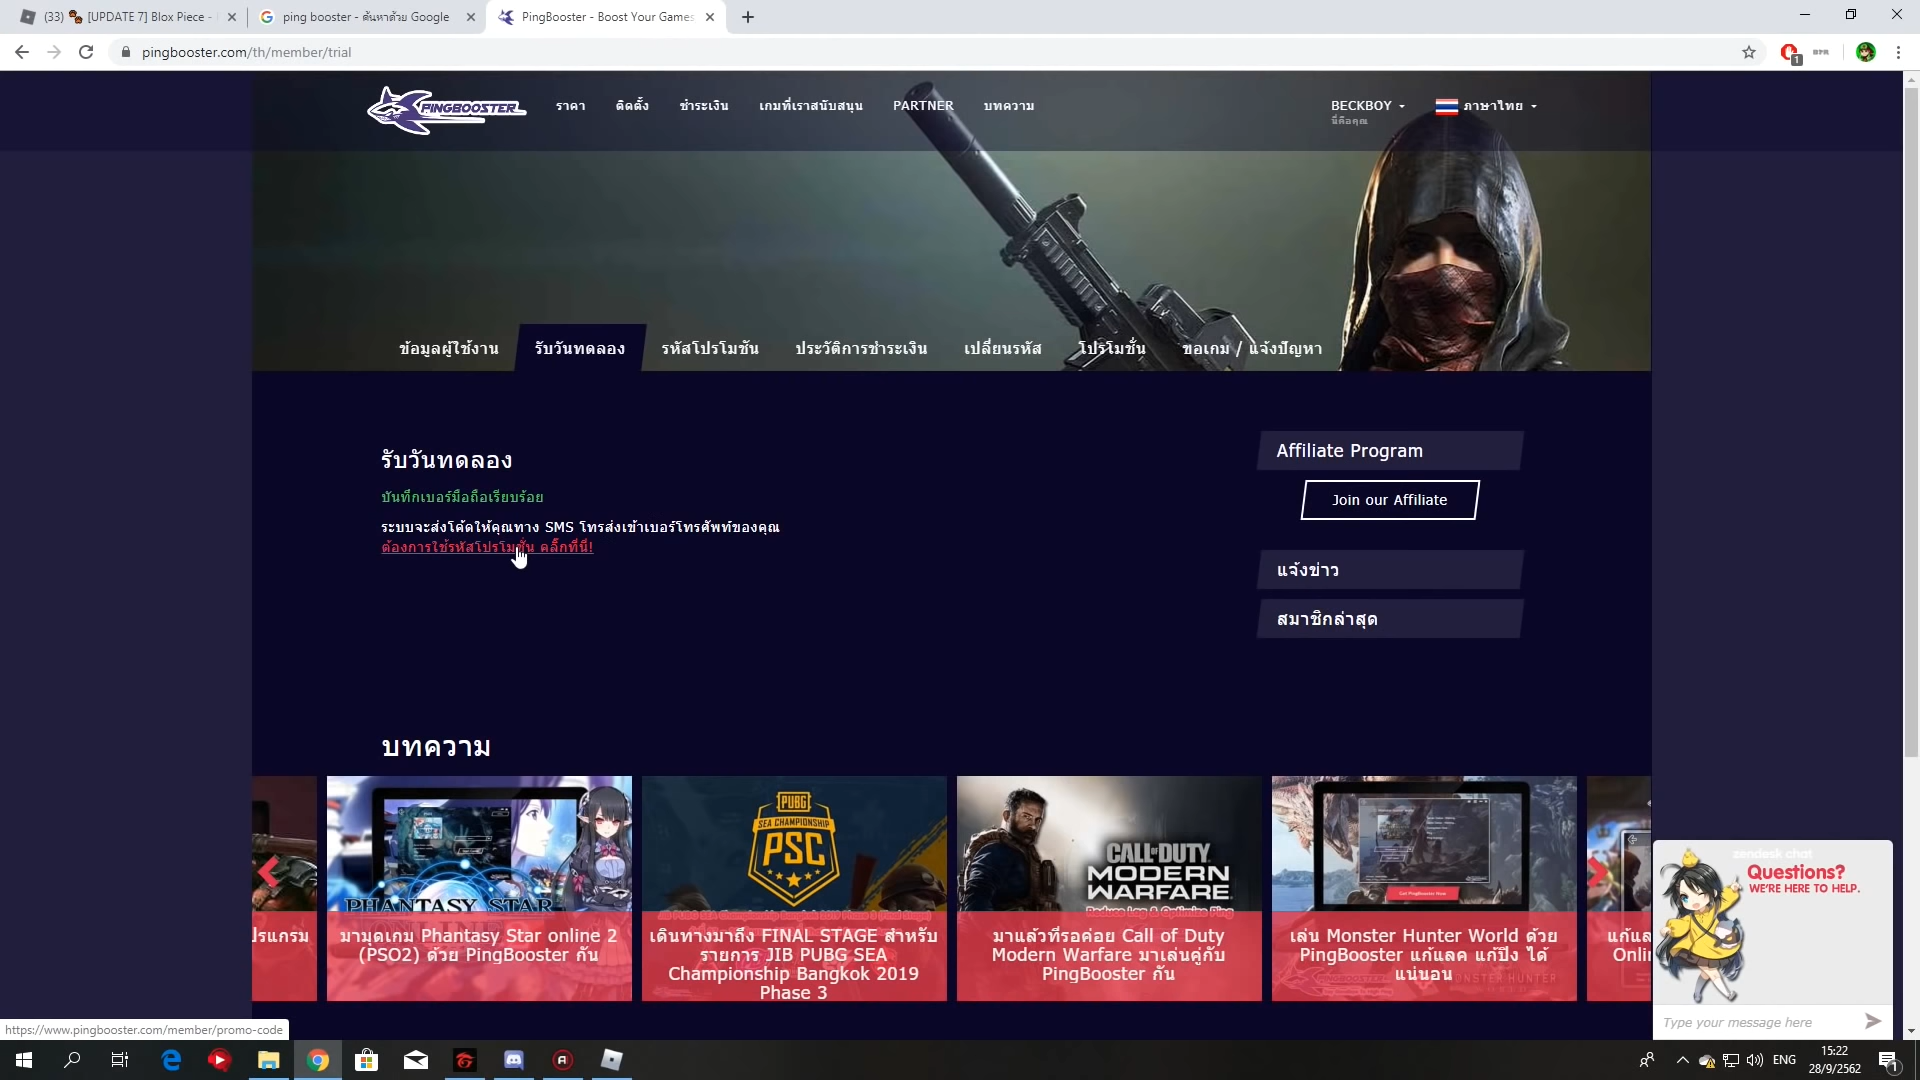 (33) [UPDATE 7] Blox Piece -
ping booster - ค้นหาด้วย Google
PingBooster - Boost Your Games
pingbooster.com/th/member/trial
1
PINGBOOSTER
ราคา
ติดตั้ง
ชำระเงิน
เกมที่เราสนับสนุน
PARTNER
บทความ
BECKBOY
นี่คือคุณ
ภาษาไทย
ข้อมูลผู้ใช้งาน
รับวันทดลอง
รหัสโปรโมชัน
ประวัติการชำระเงิน
เปลี่ยนรหัส
โปรโมชั่น
ขอเกม / แจ้งปัญหา
รับวันทดลอง
บันทึกเบอร์มือถือเรียบร้อย
ระบบจะส่งโค้ดให้คุณทาง SMS โทรส่งเข้าเบอร์โทรศัพท์ของคุณ
ต้องการใช้รหัสโปรโมชั่น คลิ๊กที่นี่!
Affiliate Program
Join our Affiliate
แจ้งข่าว
สมาชิกล่าสุด
บทความ
PHANTASY STAR
PUBG
SEA CHAMPIONSHIP
PSC
CALL OF DUTY
MODERN
WARFARE
Reduce Lag & Optimize Ping
Get PingBooster Now
มามุดเกม Phantasy Star online 2
(PSO2) ด้วย PingBooster กัน
เดินทางมาถึง FINAL STAGE สำหรับ
รายการ JIB PUBG SEA
Championship Bangkok 2019
Phase 3
มาแล้วที่รอค่อย Call of Duty
Modern Warfare มาเล่นคู่กับ
PingBooster กัน
เล่น Monster Hunter World ด้วย
PingBooster แก้แลค แก้ปิง ได้
แน่นอน
zendesk chat
Questions?
WE'RE HERE TO HELP.
Type your message here
https://www.pingbooster.com/member/promo-code
ENG
15:22
28/9/2562
1